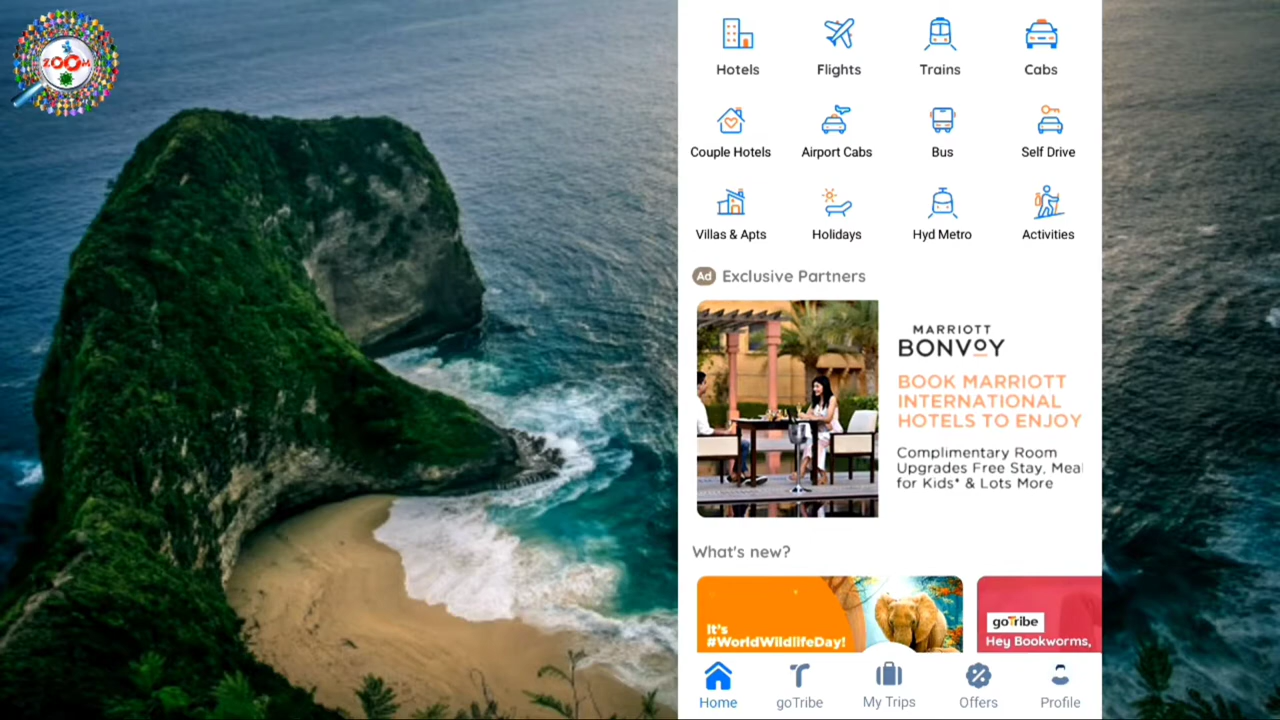 ZOOM
Hotels
Flights
Trains
Cabs
Couple Hotels
Airport Cabs
Bus
Self Drive
Villas & Apts
Holidays
Hyd Metro
Activities
Ad Exclusive Partners
MARRIOTT
BONVOY
BOOK MARRIOTT
INTERNATIONAL
HOTELS TO ENJOY
Complimentary Room
Upgrades Free Stay, Meal
for Kids* & Lots More
What's new?
It's
#WorldWildlifeDay!
goTribe
Hey Bookworms,
Home
goTribe
My Trips
Offers
Profile